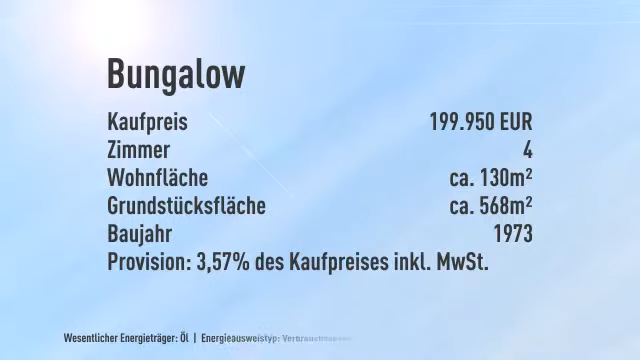 Bungalow
Kaufpreis 199.950 EUR
Zimmer 4
Wohnfläche ca. 130m²
Grundstücksfläche ca. 568m²
Baujahr 1973
Provision: 3,57% des Kaufpreises inkl. MwSt.
Wesentlicher Energieträger: Öl | Energieausweistyp: